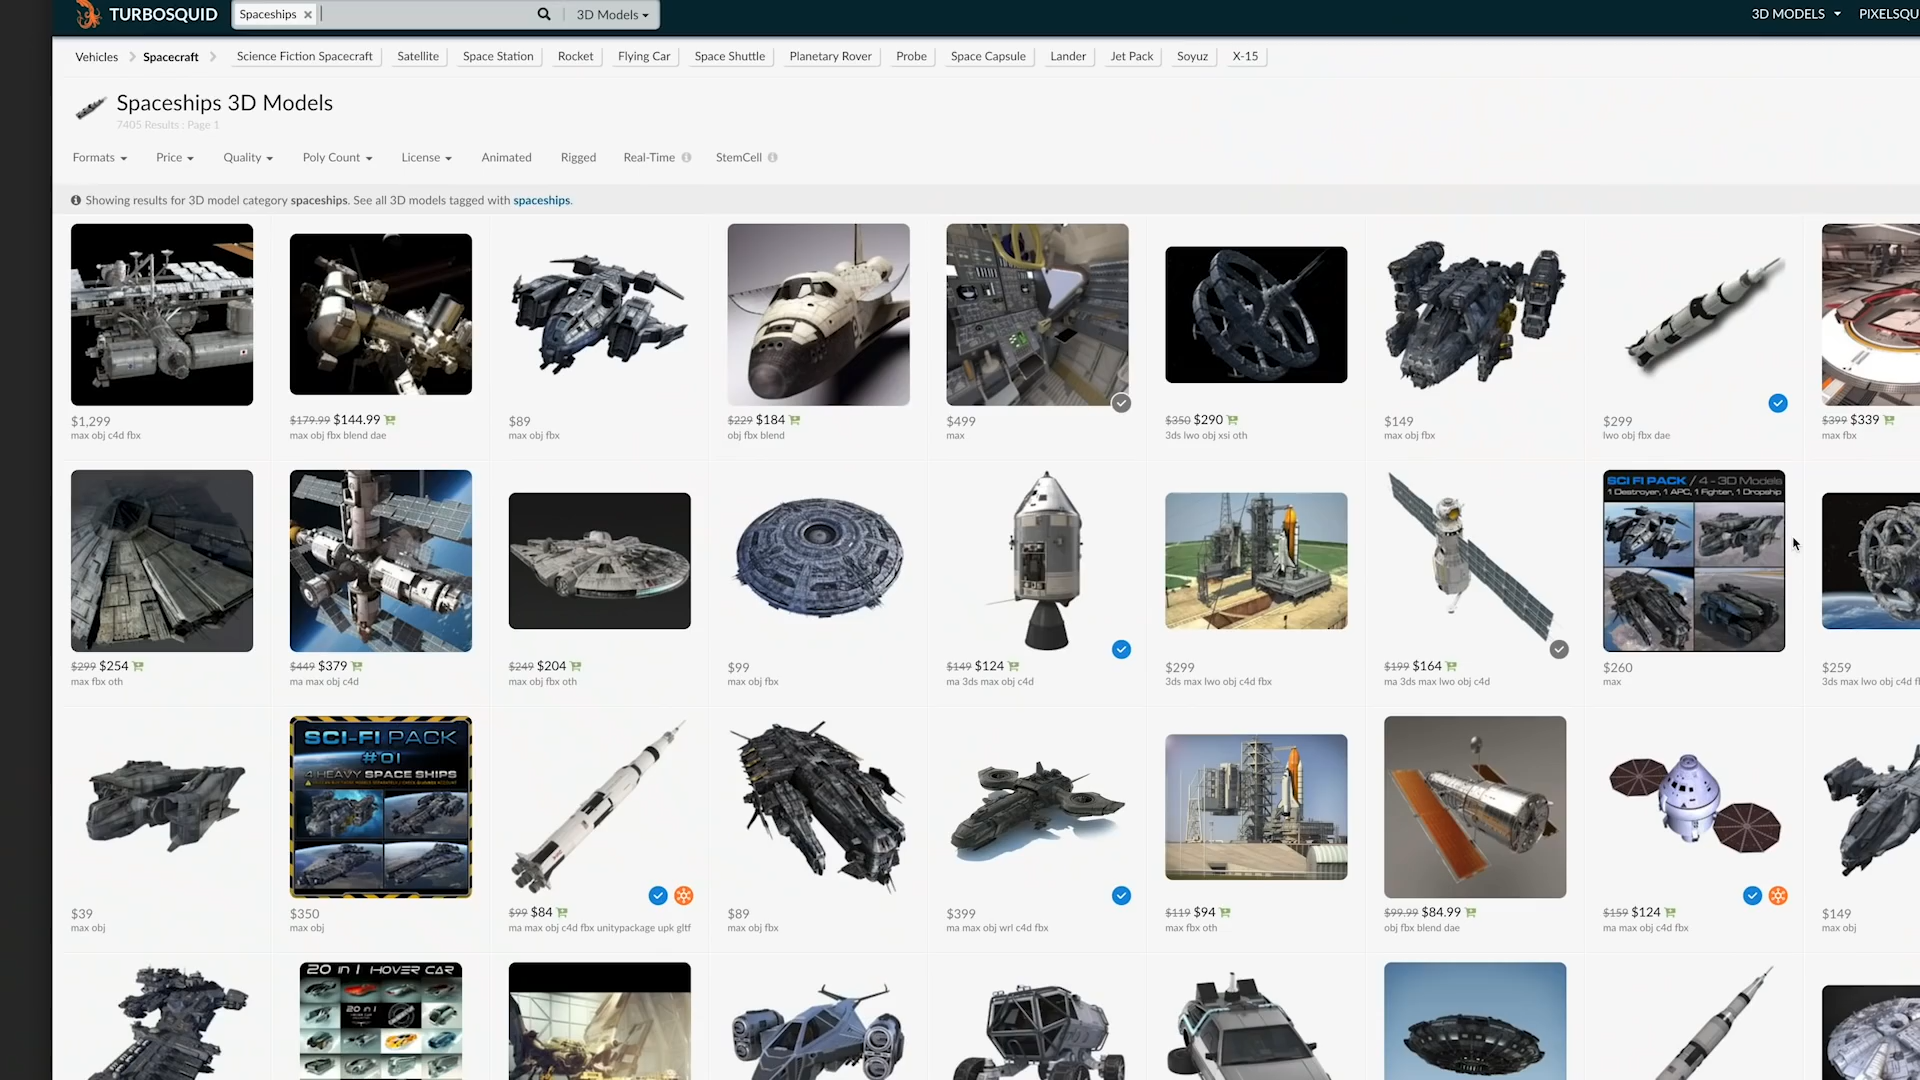 TURBOSQUID
Spaceships ×
3D Models
3D MODELS
PIXELSQU
Vehicles
Spacecraft
Science Fiction Spacecraft
Satellite
Space Station
Rocket
Flying Car
Space Shuttle
Planetary Rover
Probe
Space Capsule
Lander
Jet Pack
Soyuz
X-15
Spaceships 3D Models
7405 Results : Page 1
Formats
Price
Quality
Poly Count
License
Animated
Rigged
Real-Time
StemCell
Showing results for 3D model category spaceships. See all 3D models tagged with spaceships.
$1,299
max obj c4d fbx
$179.99 $144.99
max obj fbx blend dae
$89
max obj fbx
$229 $184
obj fbx blend
$499
max
$350 $290
3ds lwo obj xsi oth
$149
max obj fbx
$299
lwo obj fbx dae
$399 $339
max fbx
SCI FI PACK / 4 - 3D Models
1 Destroyer, 1 APC, 1 Fighter, 1 Dropship
$299 $254
max fbx oth
$449 $379
ma max obj c4d
$249 $204
max obj fbx oth
$99
max obj fbx
$149 $124
ma 3ds max obj c4d
$299
3ds max lwo obj c4d fbx
$199 $164
ma 3ds max lwo obj c4d
$260
max
$259
3ds max lwo obj c4d fb
SCI-FI PACK
#01
4 HEAVY SPACE SHIPS
$39
max obj
$350
max obj
$99 $84
ma max obj c4d fbx unitypackage upk gltf
$89
max obj fbx
$399
ma max obj wrl c4d fbx
$119 $94
max fbx oth
$99.99 $84.99
obj fbx blend dae
$159 $124
ma max obj c4d fbx
$149
max obj
20 in 1 HOVER CAR
20 in 1